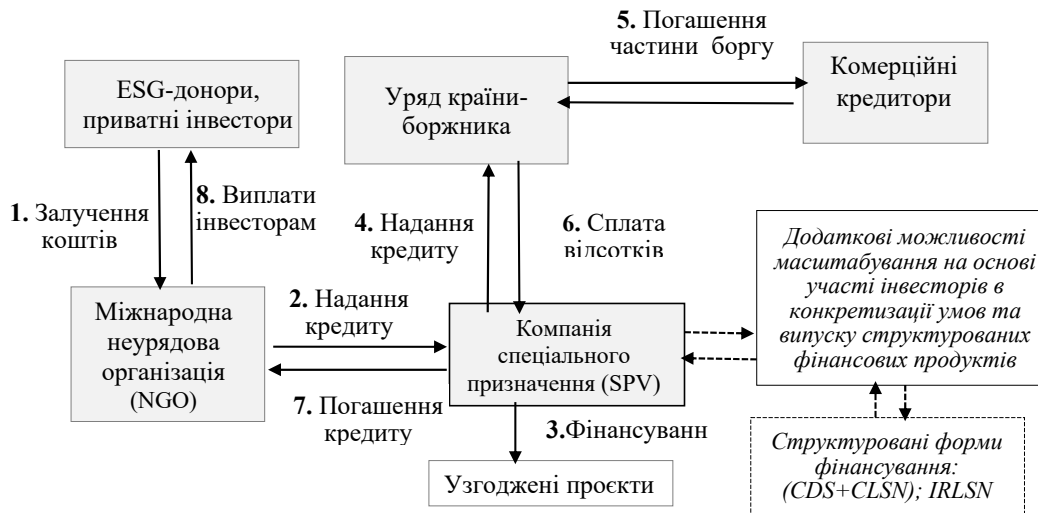 5. Погашення
частини боргу
ESG-донори,
приватні інвестори
Уряд країни-
боржника
Комерційні
кредитори
1. Залучення
коштів
8. Виплати
інвесторам
4. Надання
кредиту
6. Сплата
відсотків
Додаткові можливості
масштабування на основі
участі інвесторів в
конкретизації умов та
випуску структурованих
фінансових продуктів
Міжнародна
неурядова
організація
(NGO)
2. Надання
кредиту
Компанія
спеціального
призначення (SPV)
7. Погашення
кредиту
3.Фінансуванн
Узгоджені проєкти
Структуровані форми
фінансування:
(CDS+CLSN); IRLSN